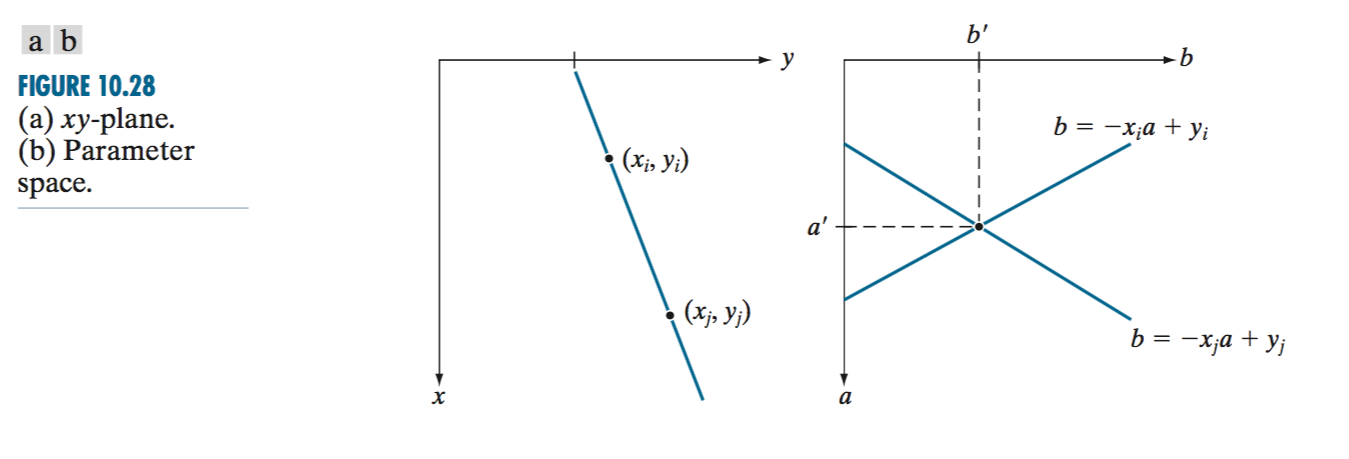 a b
FIGURE 10.28
(a) xy-plane.
(b) Parameter
space.
y
x
(xᵢ, yᵢ)
(xⱼ, yⱼ)
b′
b
b = −xᵢa + yᵢ
a′
b = −xⱼa + yⱼ
a